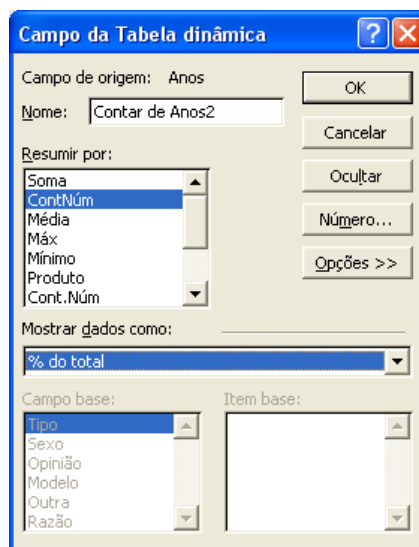 Campo da Tabela dinâmica
Campo de origem: Anos
OK
Nome: Contar de Anos2
Cancelar
Resumir por:
Soma
ContNúm
Média
Máx
Mínimo
Produto
Cont.Núm
Ocultar
Número...
Opções >>
Mostrar dados como:
% do total
Campo base:
Tipo
Sexo
Opinião
Modelo
Outra
Razão
Item base: